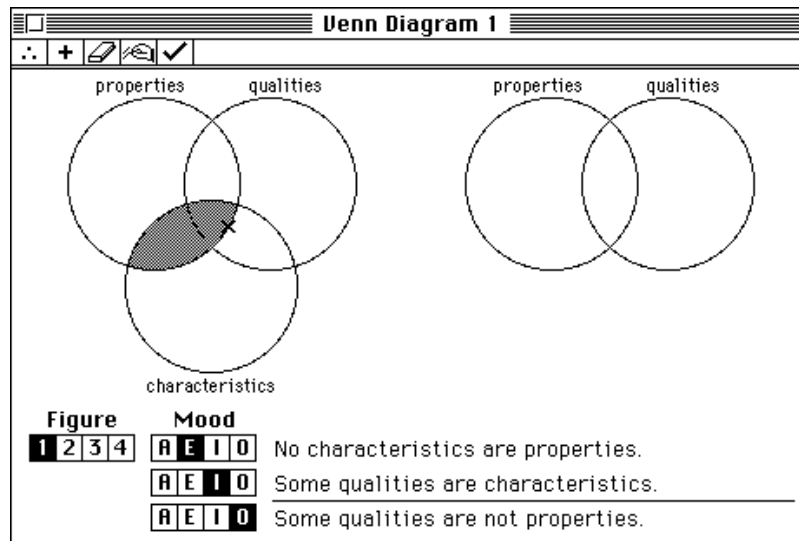 Venn Diagram 1
properties qualities properties qualities
characteristics
Figure Mood
1 2 3 4 A E I O No characteristics are properties.
A E I O Some qualities are characteristics.
A E I O Some qualities are not properties.